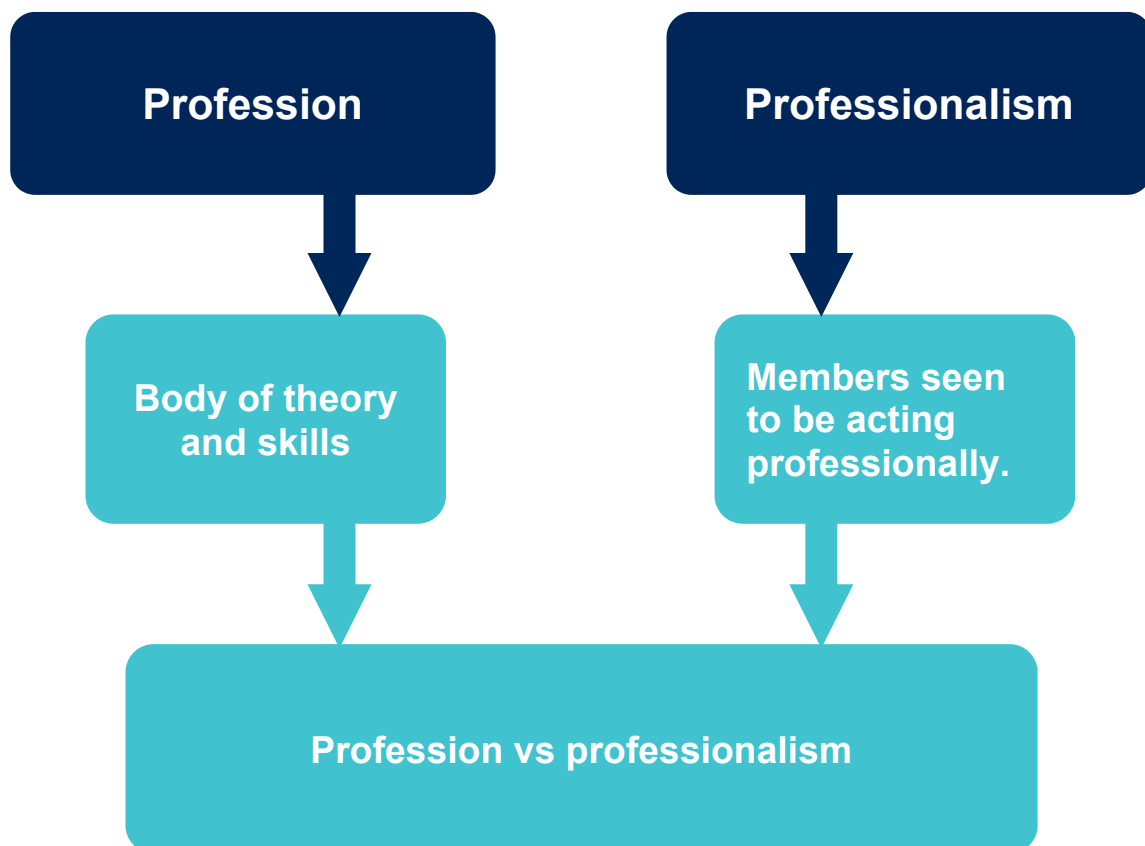 Profession
Professionalism
Body of theory
and skills
Members seen
to be acting
professionally.
Profession vs professionalism